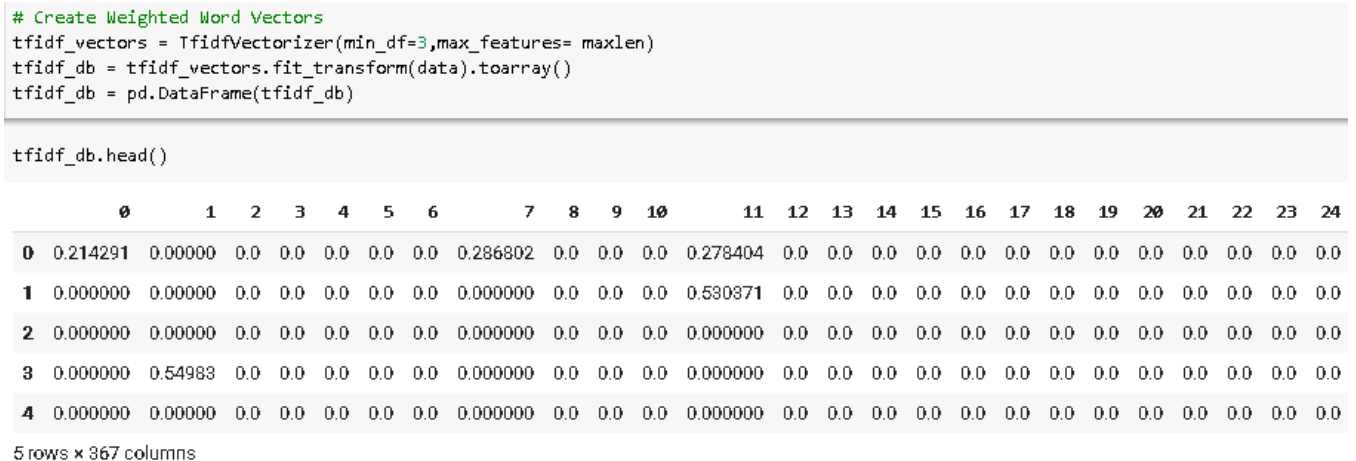 # Create Weighted Word Vectors
tfidf_vectors = TfidfVectorizer(min_df=3,max_features= maxlen)
tfidf_db = tfidf_vectors.fit_transform(data).toarray()
tfidf_db = pd.DataFrame(tfidf_db)
tfidf_db.head()
0 1 2 3 4 5 6 7 8 9 10 11 12 13 14 15 16 17 18 19 20 21 22 23 24
0 0.214291 0.00000 0.0 0.0 0.0 0.0 0.0 0.286802 0.0 0.0 0.0 0.278404 0.0 0.0 0.0 0.0 0.0 0.0 0.0 0.0 0.0 0.0 0.0 0.0 0.0
1 0.000000 0.00000 0.0 0.0 0.0 0.0 0.0 0.000000 0.0 0.0 0.0 0.530371 0.0 0.0 0.0 0.0 0.0 0.0 0.0 0.0 0.0 0.0 0.0 0.0 0.0
2 0.000000 0.00000 0.0 0.0 0.0 0.0 0.0 0.000000 0.0 0.0 0.0 0.000000 0.0 0.0 0.0 0.0 0.0 0.0 0.0 0.0 0.0 0.0 0.0 0.0 0.0
3 0.000000 0.54983 0.0 0.0 0.0 0.0 0.0 0.000000 0.0 0.0 0.0 0.000000 0.0 0.0 0.0 0.0 0.0 0.0 0.0 0.0 0.0 0.0 0.0 0.0 0.0
4 0.000000 0.00000 0.0 0.0 0.0 0.0 0.0 0.000000 0.0 0.0 0.0 0.000000 0.0 0.0 0.0 0.0 0.0 0.0 0.0 0.0 0.0 0.0 0.0 0.0 0.0
5 rows × 367 columns